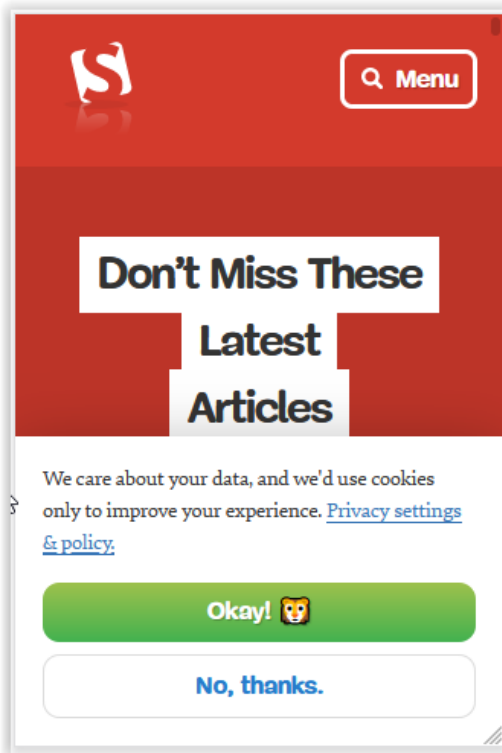 Menu
Don't Miss These
Latest
Articles
We care about your data, and we'd use cookies
only to improve your experience. Privacy settings
& policy.
Okay! 🐯
No, thanks.